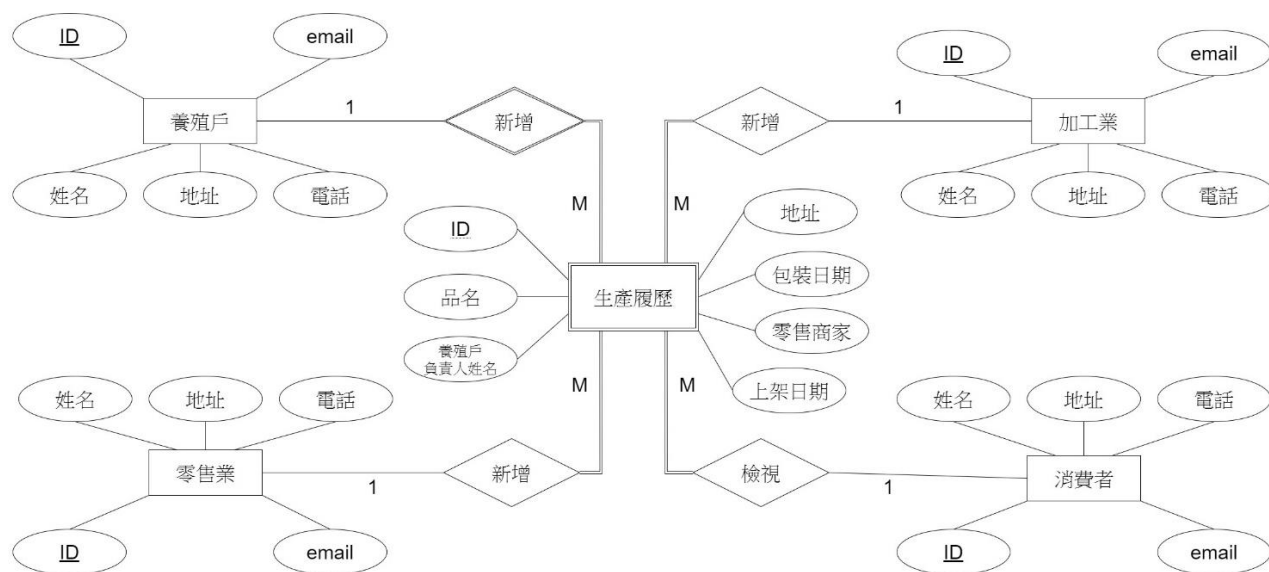 ID
email
ID
email
1
新增
新增
1
養殖戶
加工業
姓名
地址
電話
姓名
地址
電話
M
M
ID
地址
品名
生產履歷
包裝日期
養殖戶
負責人姓名
零售商家
上架日期
M
M
姓名
地址
電話
姓名
地址
電話
零售業
1
新增
檢視
1
消費者
ID
email
ID
email